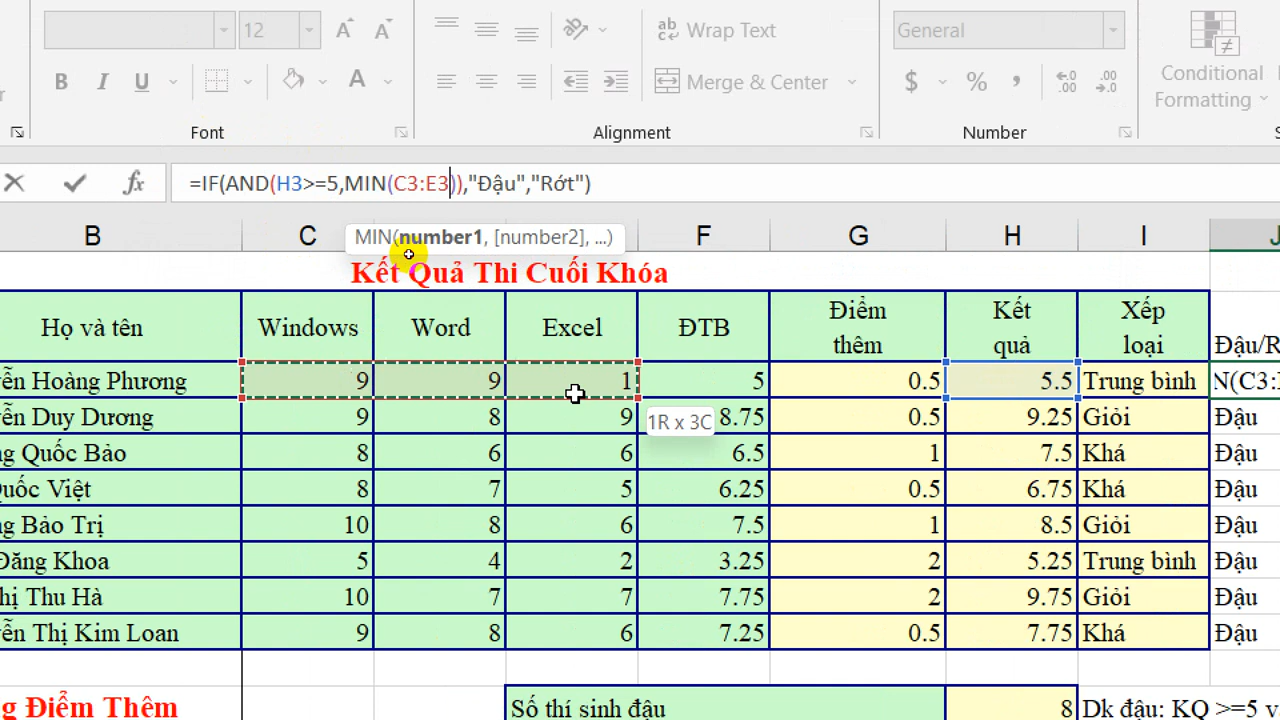 12 A A ab Wrap Text General
B I U A Merge & Center $ % , Conditional
Formatting
Font Alignment Number
fx =IF(AND(H3>=5,MIN(C3:E3)),"Đậu","Rớt")
MIN(number1, [number2], ...)
B C F G H I J
Kết Quả Thi Cuối Khóa
Họ và tên Windows Word Excel ĐTB Điểm thêm Kết quả Xếp loại Đậu/R
ễn Hoàng Phương 9 9 1 5 0.5 5.5 Trung bình N(C3:
ễn Duy Dương 9 8 9 8.75 0.5 9.25 Giỏi Đậu
1R x 3C
ng Quốc Bảo 8 6 6 6.5 1 7.5 Khá Đậu
uốc Việt 8 7 5 6.25 0.5 6.75 Khá Đậu
ng Bảo Trị 10 8 6 7.5 1 8.5 Giỏi Đậu
Đăng Khoa 5 4 2 3.25 2 5.25 Trung bình Đậu
hị Thu Hà 10 7 7 7.75 2 9.75 Giỏi Đậu
ễn Thị Kim Loan 9 8 6 7.25 0.5 7.75 Khá Đậu
g Điểm Thêm Số thí sinh đậu 8 Dk đậu: KQ >=5 v